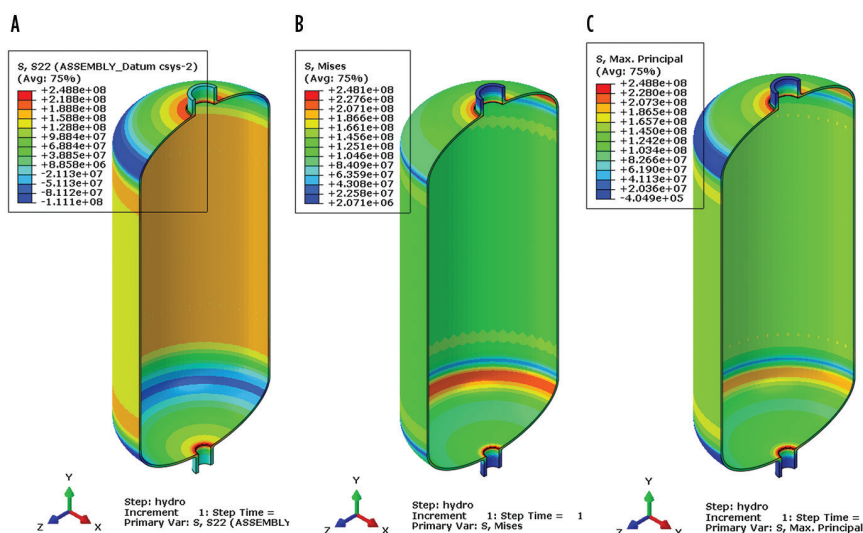 A
S, S22 (ASSEMBLY_Datum csys-2)
(Avg: 75%)
+2.488e+08
+2.188e+08
+1.888e+08
+1.588e+08
+1.288e+08
+9.884e+07
+6.884e+07
+3.885e+07
+8.858e+06
-2.113e+07
-5.113e+07
-8.112e+07
-1.111e+08
Y
Z
X
Step: hydro
Increment 1: Step Time =
Primary Var: S, S22 (ASSEMBLY
B
S, Mises
(Avg: 75%)
+2.481e+08
+2.276e+08
+2.071e+08
+1.866e+08
+1.661e+08
+1.456e+08
+1.251e+08
+1.046e+08
+8.409e+07
+6.359e+07
+4.308e+07
+2.258e+07
+2.071e+06
Y
Z
X
Step: hydro
Increment 1: Step Time = 1
Primary Var: S, Mises
C
S, Max. Principal
(Avg: 75%)
+2.488e+08
+2.280e+08
+2.073e+08
+1.865e+08
+1.657e+08
+1.450e+08
+1.242e+08
+1.034e+08
+8.266e+07
+6.190e+07
+4.113e+07
+2.036e+07
-4.049e+05
Y
Z
X
Step: hydro
Increment 1: Step Time =
Primary Var: S, Max. Principal